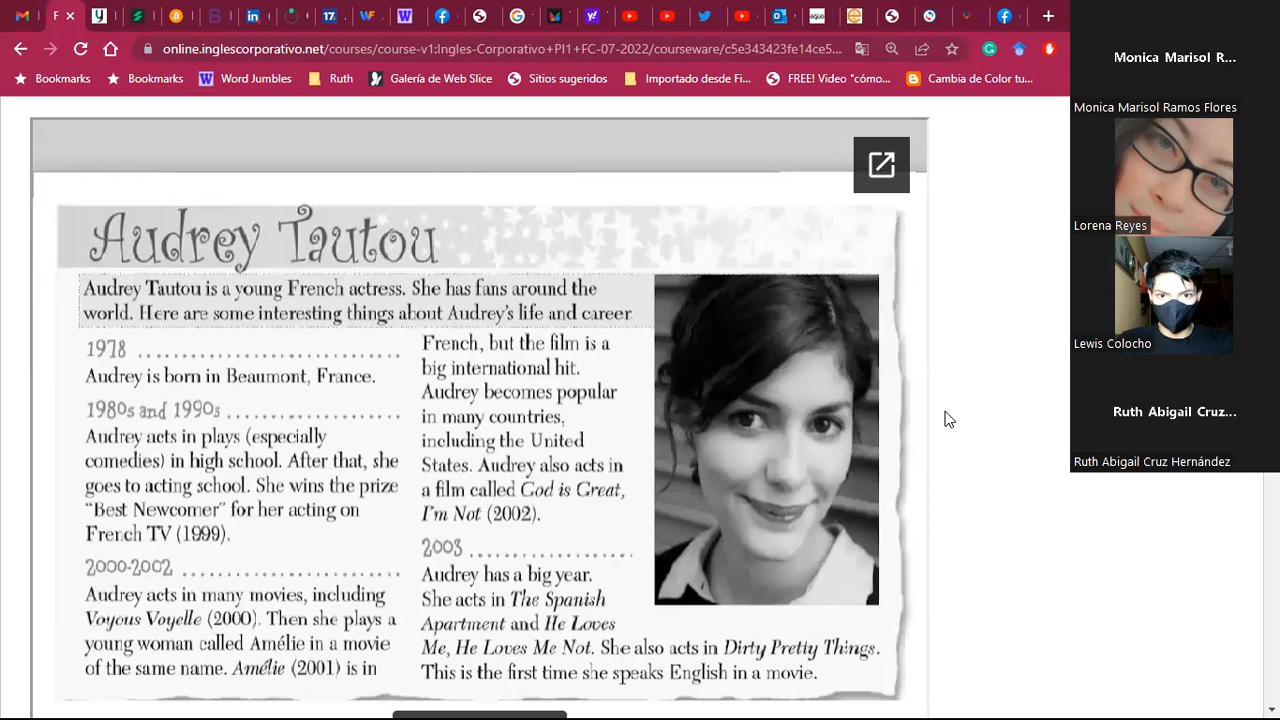 F
17
online.inglescorporativo.net/courses/course-v1:Ingles-Corporativo+PI1+FC-07-2022/courseware/c5e343423fe14ce5...
Bookmarks
Bookmarks
Word Jumbles
Ruth
Galería de Web Slice
Sitios sugeridos
Importado desde Fi...
FREE! Video "cómo...
Cambia de Color tu...
Audrey Tautou
Audrey Tautou is a young French actress. She has fans around the
world. Here are some interesting things about Audrey's life and career
1978
Audrey is born in Beaumont, France.
1980s and 1990s
Audrey acts in plays (especially
comedies) in high school. After that, she
goes to acting school. She wins the prize
"Best Newcomer" for her acting on
French TV (1999).
2000-2002
Audrey acts in many movies, including
Voyous Voyelle (2000). Then she plays a
young woman called Amélie in a movie
of the same name. Amélie (2001) is in
French, but the film is a
big international hit.
Audrey becomes popular
in many countries,
including the United
States. Audrey also acts in
a film called God is Great,
I'm Not (2002).
2003
Audrey has a big year.
She acts in The Spanish
Apartment and He Loves
Me, He Loves Me Not. She also acts in Dirty Pretty Things.
This is the first time she speaks English in a movie.
Monica Marisol R...
Monica Marisol Ramos Flores
Lorena Reyes
Lewis Colocho
Ruth Abigail Cruz...
Ruth Abigail Cruz Hernández